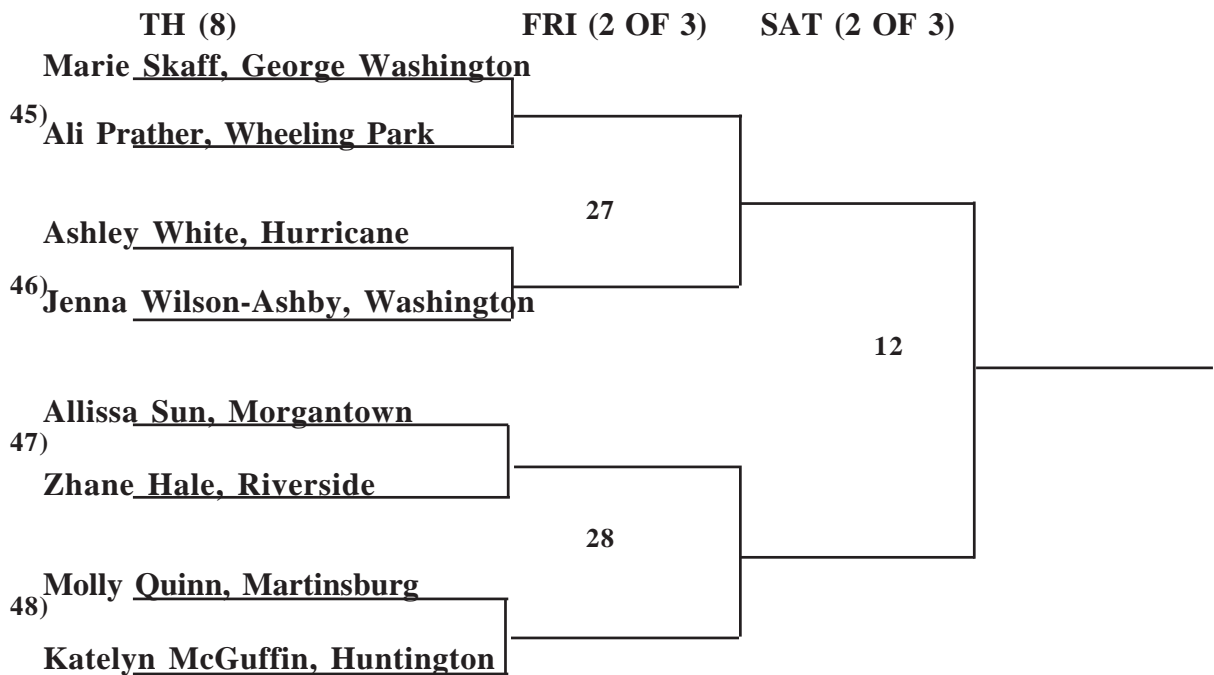 TH (8) FRI (2 OF 3) SAT (2 OF 3)
Marie Skaff, George Washington
45)
Ali Prather, Wheeling Park
27
Ashley White, Hurricane
46)
Jenna Wilson-Ashby, Washington
12
Allissa Sun, Morgantown
47)
Zhane Hale, Riverside
28
Molly Quinn, Martinsburg
48)
Katelyn McGuffin, Huntington